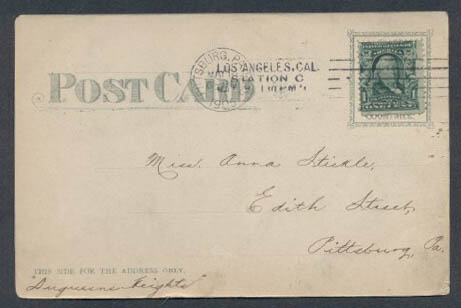 POST CARD
LOS ANGELES, CAL.
STATION C
Miss. Anna Stickle,
Edith Street,
Pittsburg, Pa.
THIS SIDE FOR THE ADDRESS ONLY.
"Duquesne Heights"